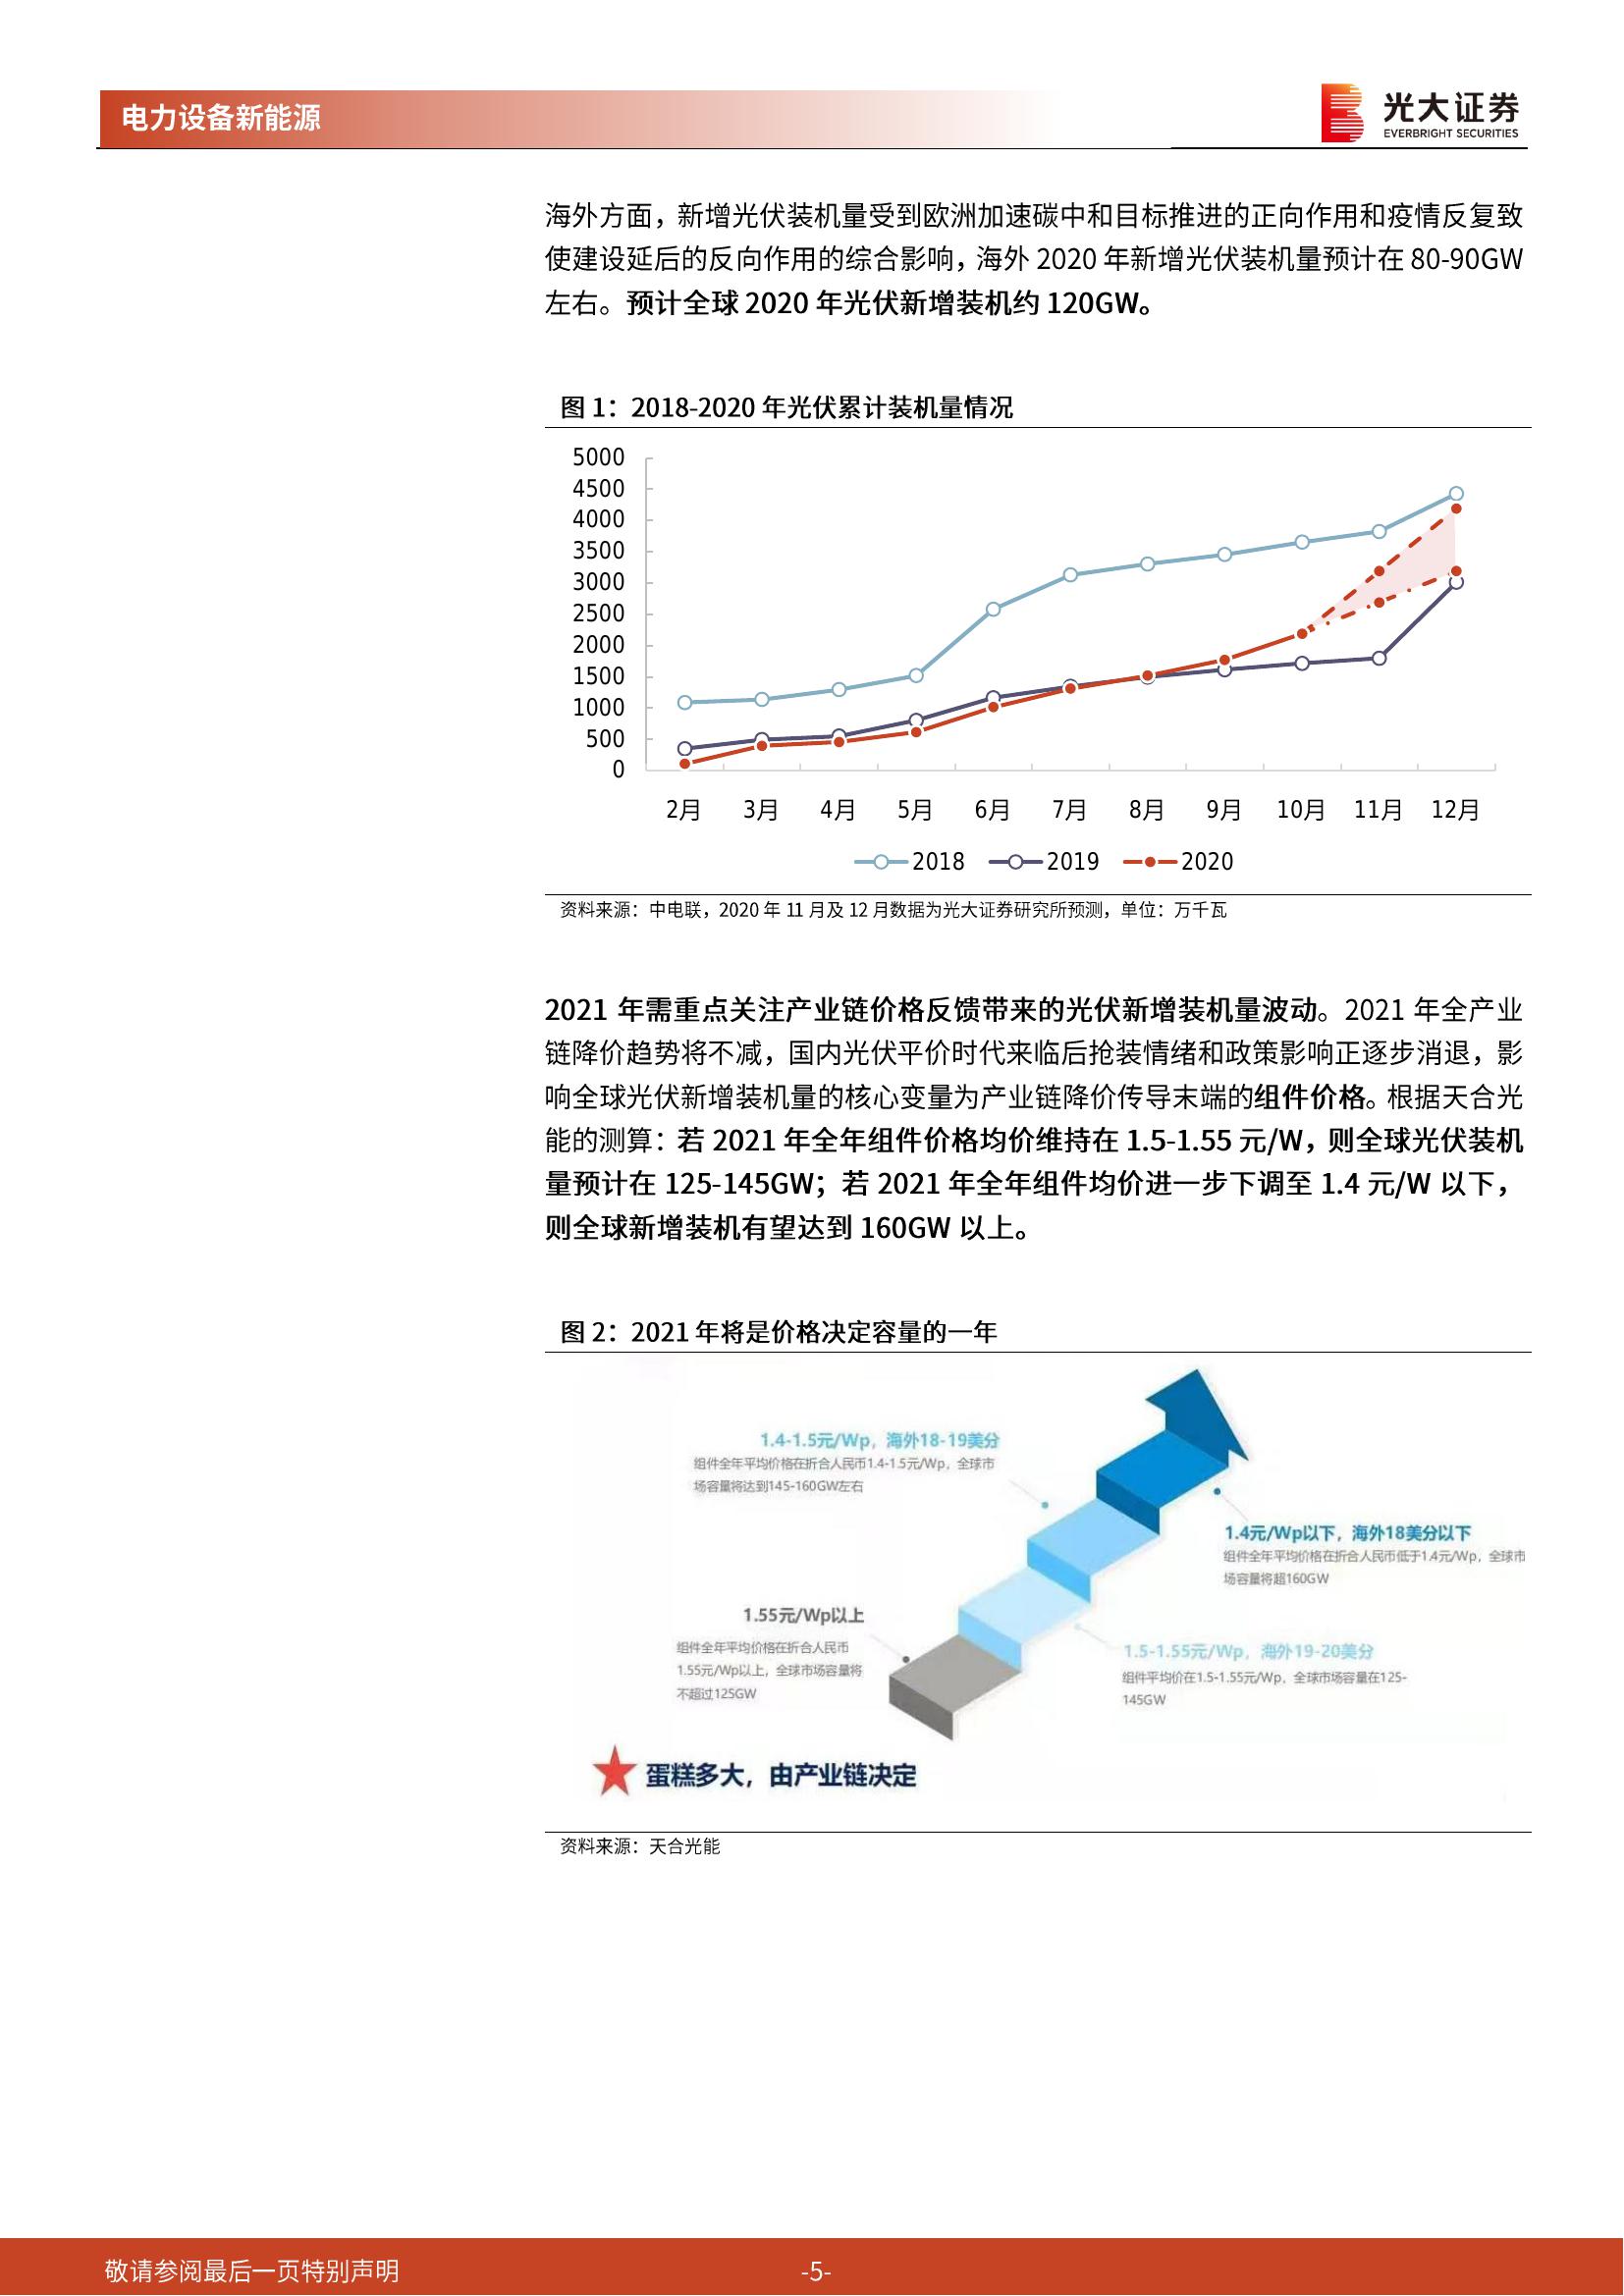 电力设备新能源
光大证券
EVERBRIGHT SECURITIES
海外方面，新增光伏装机量受到欧洲加速碳中和目标推进的正向作用和疫情反复致
使建设延后的反向作用的综合影响，海外 2020 年新增光伏装机量预计在 80-90GW
左右。预计全球 2020 年光伏新增装机约 120GW。
图 1：2018-2020 年光伏累计装机量情况
5000
4500
4000
3500
3000
2500
2000
1500
1000
500
0
2月 3月 4月 5月 6月 7月 8月 9月 10月 11月 12月
2018 2019 2020
资料来源：中电联，2020 年 11 月及 12 月数据为光大证券研究所预测，单位：万千瓦
2021 年需重点关注产业链价格反馈带来的光伏新增装机量波动。2021 年全产业
链降价趋势将不减，国内光伏平价时代来临后抢装情绪和政策影响正逐步消退，影
响全球光伏新增装机量的核心变量为产业链降价传导末端的组件价格。根据天合光
能的测算：若 2021 年全年组件价格均价维持在 1.5-1.55 元/W，则全球光伏装机
量预计在 125-145GW；若 2021 年全年组件均价进一步下调至 1.4 元/W 以下，
则全球新增装机有望达到 160GW 以上。
图 2：2021 年将是价格决定容量的一年
1.4-1.5元/Wp，海外18-19美分
组件全年平均价格在折合人民币1.4-1.5元/Wp，全球市
场容量将达到145-160GW左右
1.4元/Wp以下，海外18美分以下
组件全年平均价格在折合人民币低于1.4元/Wp，全球市
场容量将超160GW
1.55元/Wp以上
组件全年平均价格在折合人民币
1.55元/Wp以上，全球市场容量将
不超过125GW
1.5-1.55元/Wp，海外19-20美分
组件平均价在1.5-1.55元/Wp，全球市场容量在125-
145GW
蛋糕多大，由产业链决定
资料来源：天合光能
敬请参阅最后一页特别声明
-5-